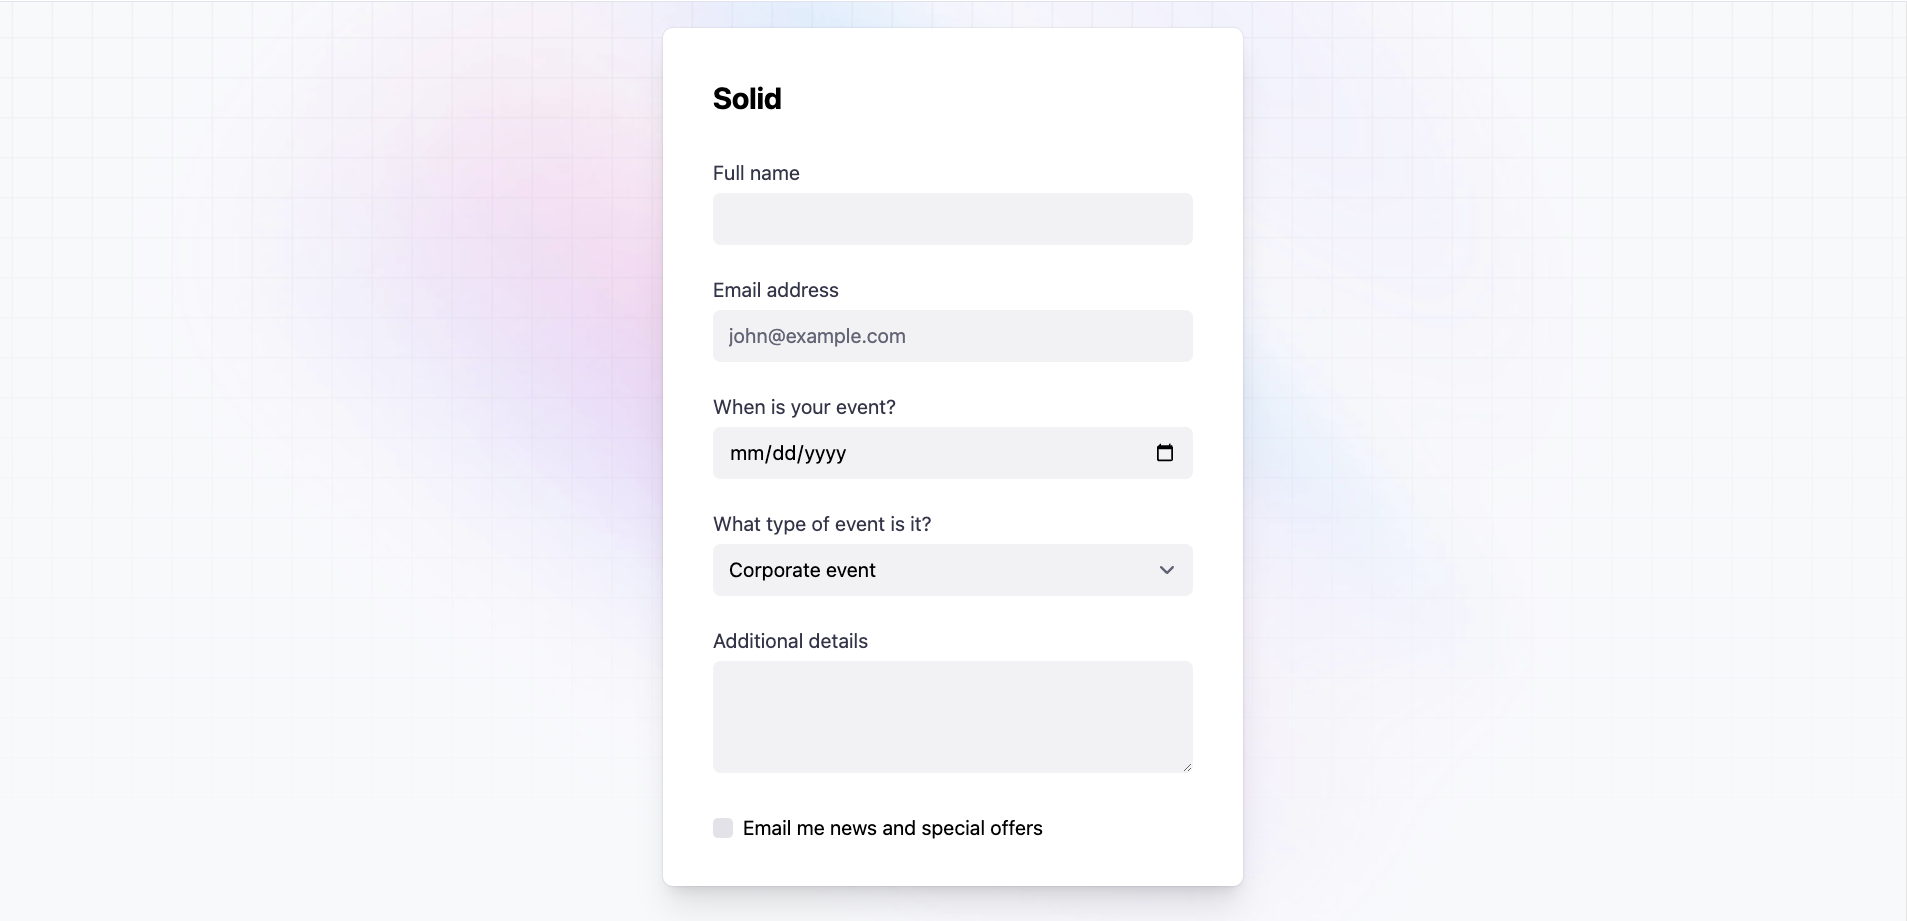 Solid
Full name
Email address
john@example.com
When is your event?
mm/dd/yyyy
What type of event is it?
Corporate event
Additional details
Email me news and special offers